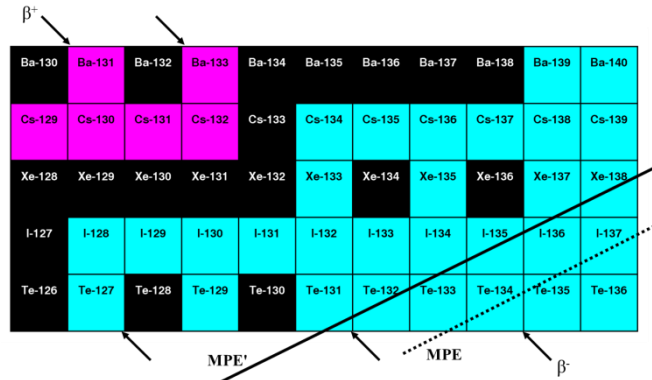 β+
Ba-130 Ba-131 Ba-132 Ba-133 Ba-134 Ba-135 Ba-136 Ba-137 Ba-138 Ba-139 Ba-140
Cs-129 Cs-130 Cs-131 Cs-132 Cs-133 Cs-134 Cs-135 Cs-136 Cs-137 Cs-138 Cs-139
Xe-128 Xe-129 Xe-130 Xe-131 Xe-132 Xe-133 Xe-134 Xe-135 Xe-136 Xe-137 Xe-138
I-127 I-128 I-129 I-130 I-131 I-132 I-133 I-134 I-135 I-136 I-137
Te-126 Te-127 Te-128 Te-129 Te-130 Te-131 Te-132 Te-133 Te-134 Te-135 Te-136
MPE' MPE
β-